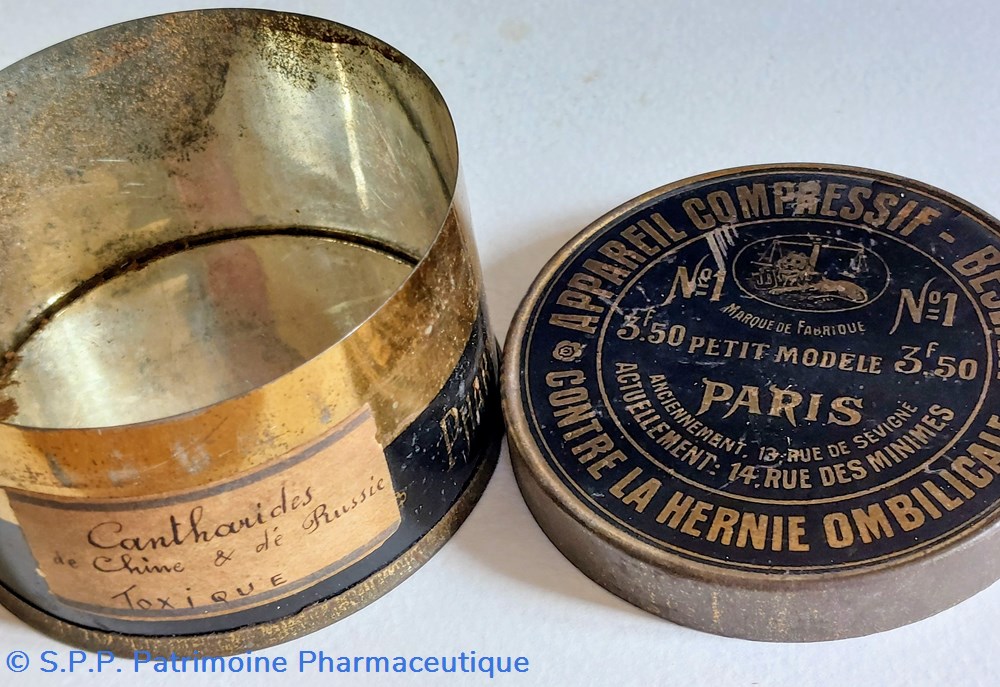 Cantharides
de Chine & de Russie
Toxique
APPAREIL COMPRESSIF -
& CONTRE LA HERNIE OMBILICALE
MARQUE DE FABRIQUE
Nº1 Nº1
3f.50 PETIT MODELE 3f.50
PARIS
ANCIENNEMENT, 13, RUE DE SÉVIGNÉ
ACTUELLEMENT: 14, RUE DES MINIMES
© S.P.P. Patrimoine Pharmaceutique